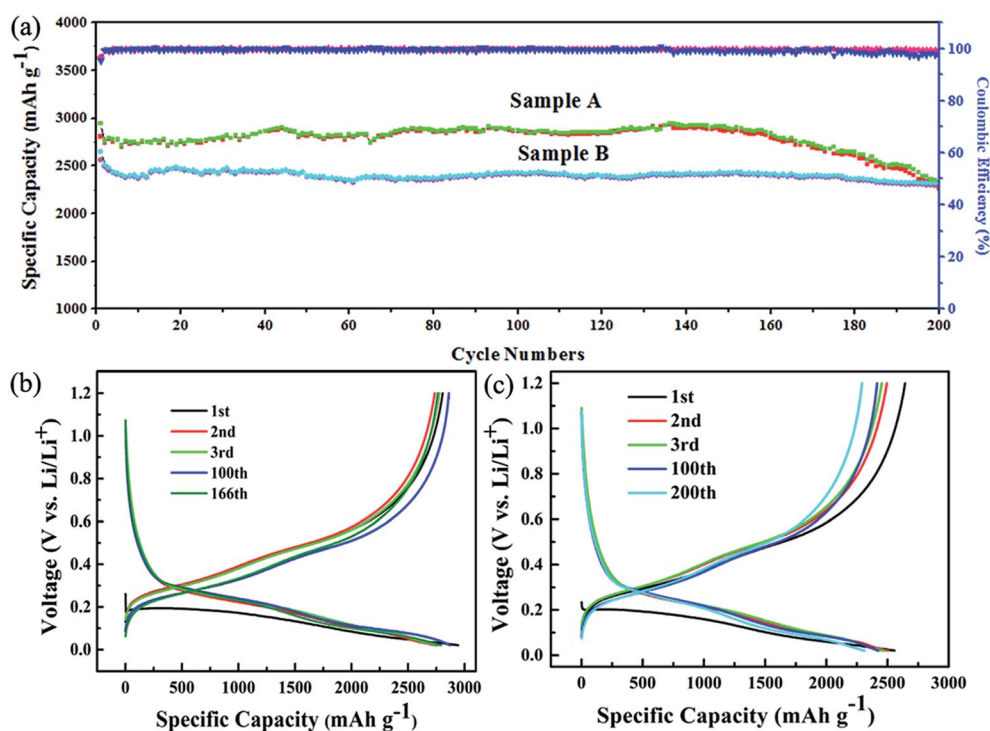 (a)
4000
3500
3000
2500
2000
1500
1000
Specific Capacity (mAh g⁻¹)
Sample A
Sample B
100
80
60
40
20
0
Coulombic Efficiency (%)
0 20 40 60 80 100 120 140 160 180 200
Cycle Numbers
(b)
1.2
1.0
0.8
0.6
0.4
0.2
0.0
Voltage (V vs. Li/Li⁺)
1st
2nd
3rd
100th
166th
0 500 1000 1500 2000 2500 3000
Specific Capacity (mAh g⁻¹)
(c)
1.2
1.0
0.8
0.6
0.4
0.2
0.0
Voltage (V vs. Li/Li⁺)
1st
2nd
3rd
100th
200th
0 500 1000 1500 2000 2500 3000
Specific Capacity (mAh g⁻¹)